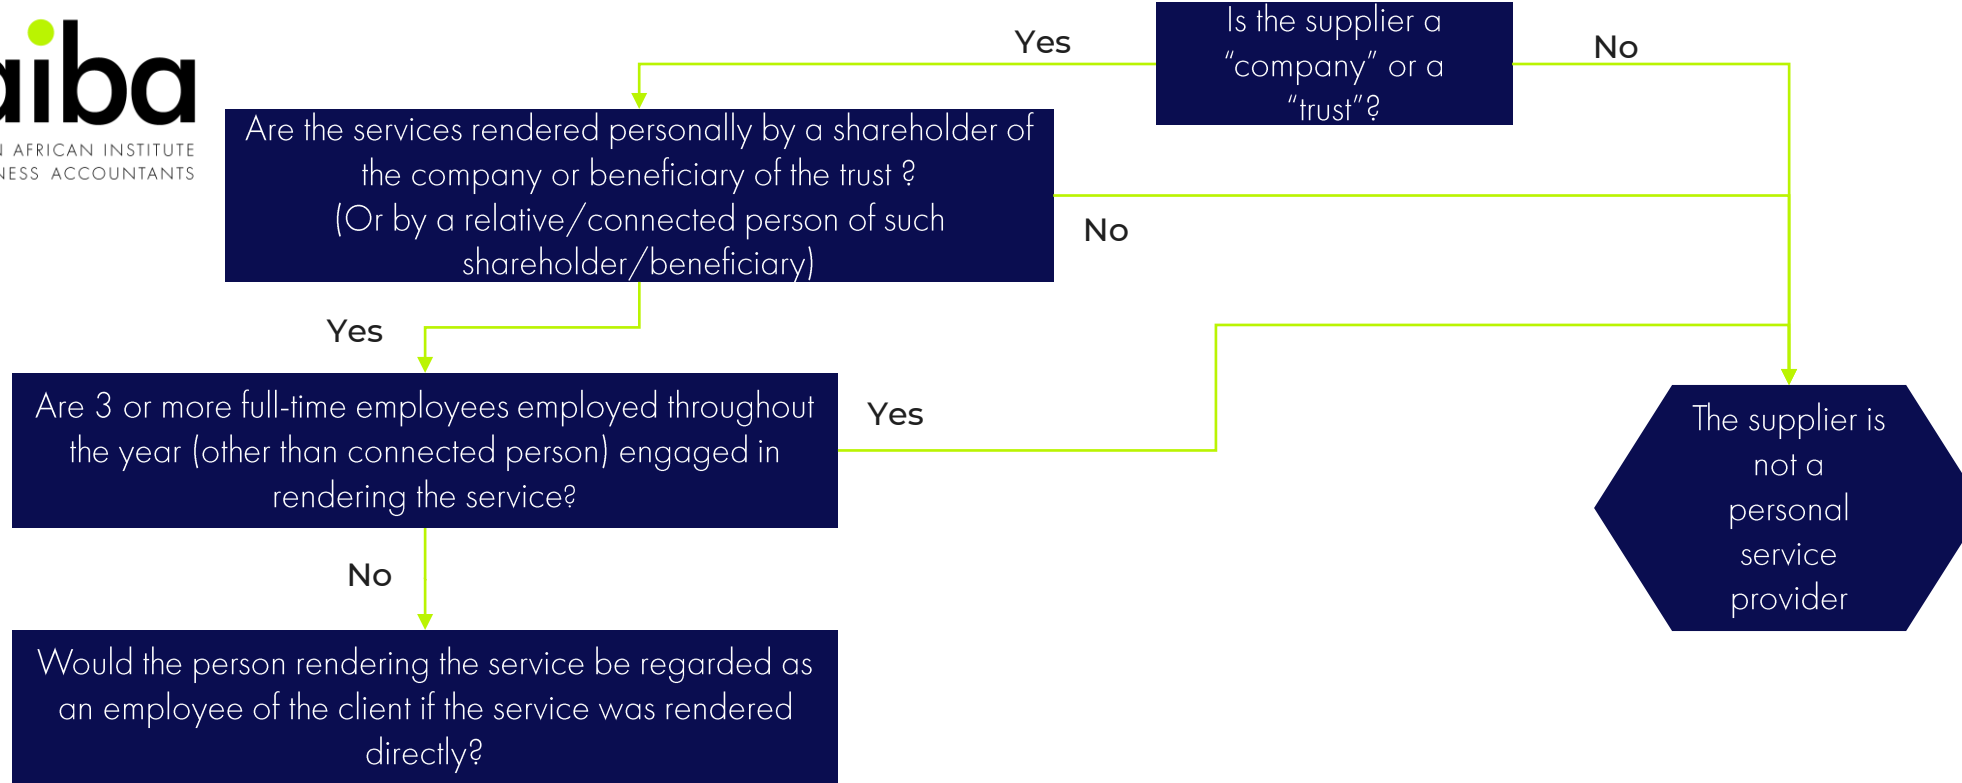 aiba
AFRICAN INSTITUTE
ACCOUNTANTS
Is the supplier a
“company” or a
“trust”?
Yes
No
Are the services rendered personally by a shareholder of
the company or beneficiary of the trust ?
(Or by a relative/connected person of such
shareholder/beneficiary)
No
Yes
Are 3 or more full-time employees employed throughout
the year (other than connected person) engaged in
rendering the service?
Yes
No
The supplier is
not a
personal
service
provider
Would the person rendering the service be regarded as
an employee of the client if the service was rendered
directly?